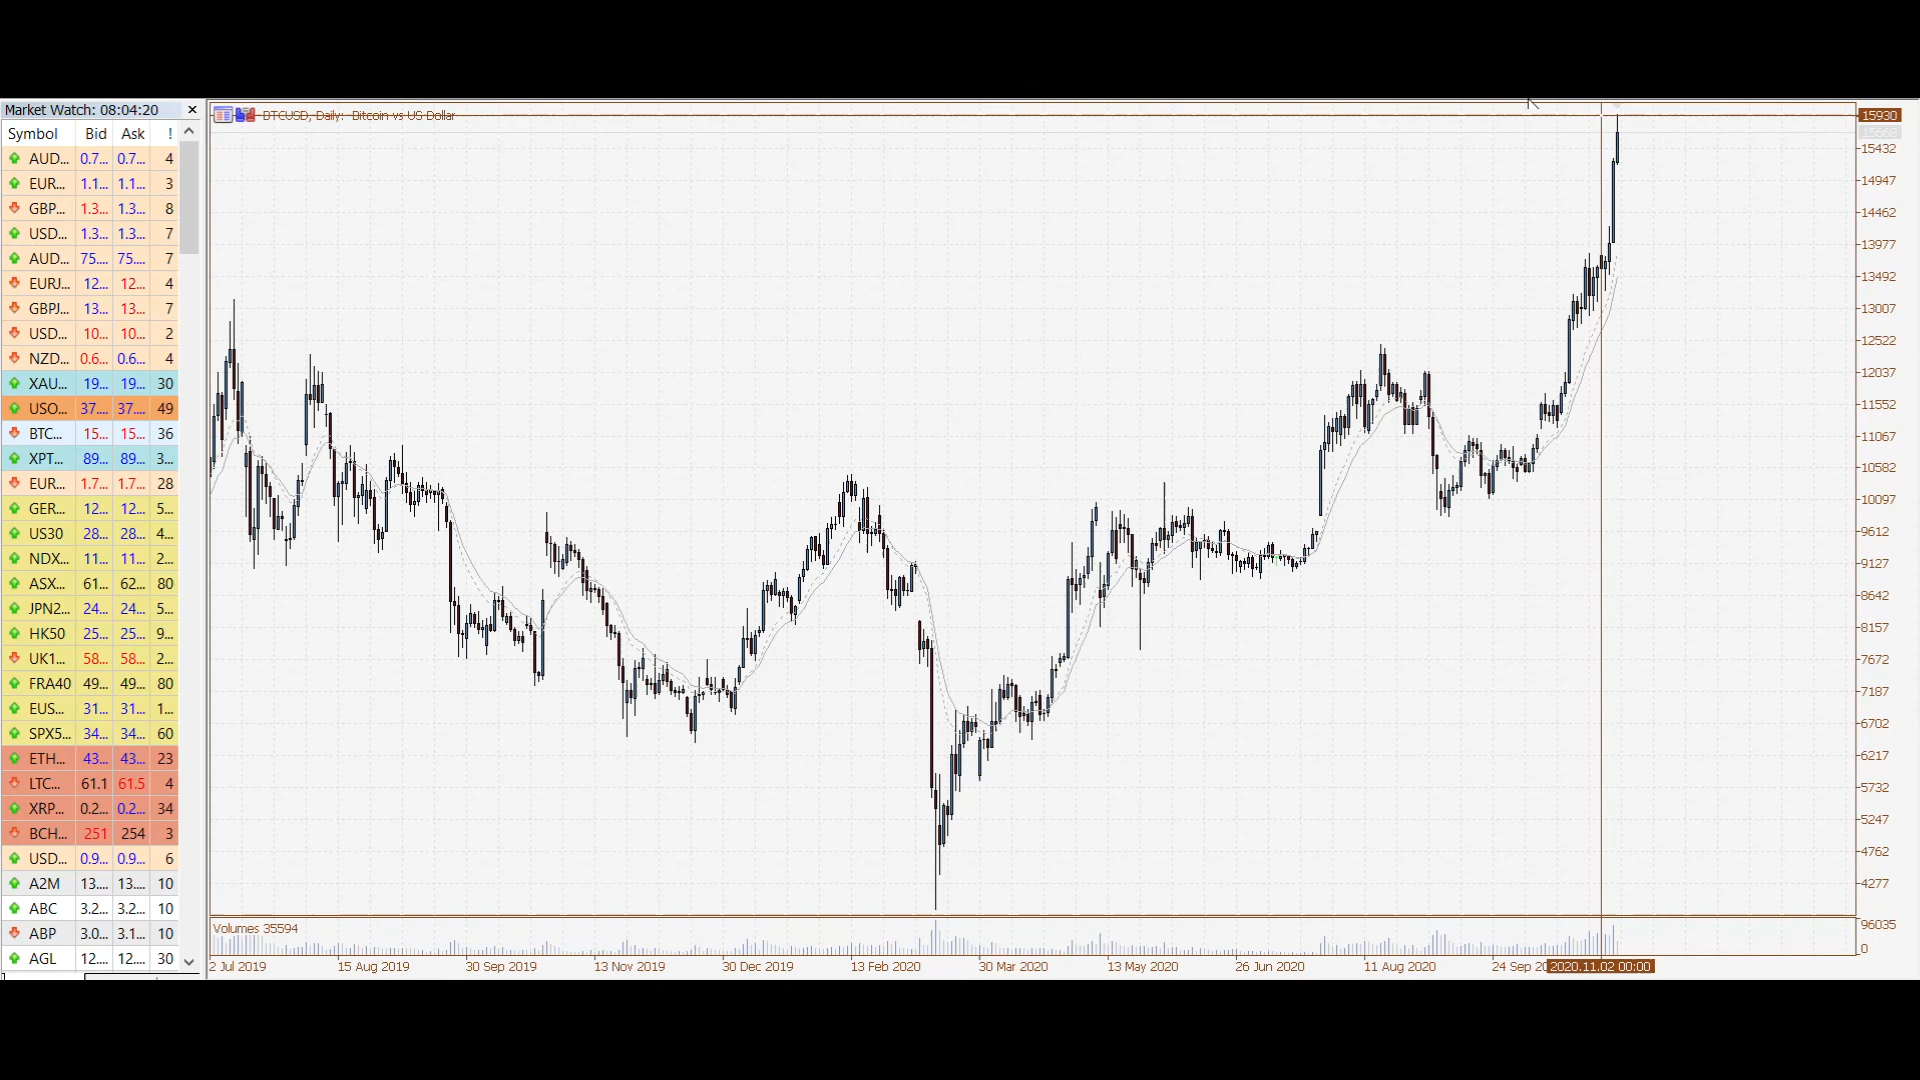 Market Watch: 08:04:20
BTCUSD, Daily: Bitcoin vs US Dollar
Symbol Bid Ask !
AUD... 0.7... 0.7... 4
EUR... 1.1... 1.1... 3
GBP... 1.3... 1.3... 8
USD... 1.3... 1.3... 7
AUD... 75.... 75.... 7
EURJ... 12... 12... 4
GBPJ... 13... 13... 7
USD... 10... 10... 2
NZD... 0.6... 0.6... 4
XAU... 19... 19... 30
USO... 37.... 37.... 49
BTC... 15... 15... 36
XPT... 89... 89... 3...
EUR... 1.7... 1.7... 28
GER... 12... 12... 5...
US30 28... 28... 4...
NDX... 11... 11... 2...
ASX... 61... 62... 80
JPN2... 24... 24... 5...
HK50 25... 25... 9...
UK1... 58... 58... 2...
FRA40 49... 49... 80
EUS... 31... 31... 1...
SPX5... 34... 34... 60
ETH... 43... 43... 23
LTC... 61.1 61.5 4
XRP... 0.2... 0.2... 34
BCH... 251 254 3
USD... 0.9... 0.9... 6
A2M 13.... 13.... 10
ABC 3.2... 3.2... 10
ABP 3.0... 3.1... 10
AGL 12.... 12.... 30
15930
15668
15432
14947
14462
13977
13492
13007
12522
12037
11552
11067
10582
10097
9612
9127
8642
8157
7672
7187
6702
6217
5732
5247
4762
4277
Volumes 35594
96035
0
2 Jul 2019 15 Aug 2019 30 Sep 2019 13 Nov 2019 30 Dec 2019 13 Feb 2020 30 Mar 2020 13 May 2020 26 Jun 2020 11 Aug 2020 24 Sep 20 2020.11.02 00:00